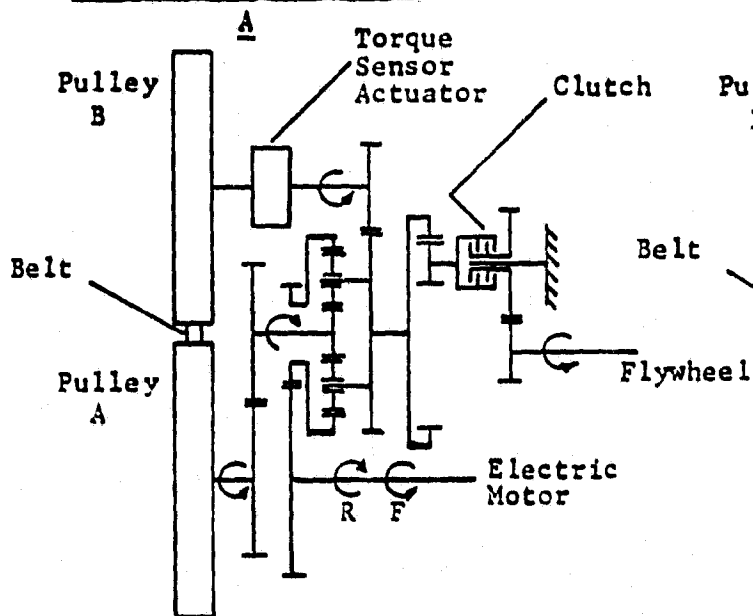 A
Torque
Sensor
Actuator
Clutch
Pulley
B
Belt
Belt
Pulley
A
Flywheel
Electric
Motor
R F